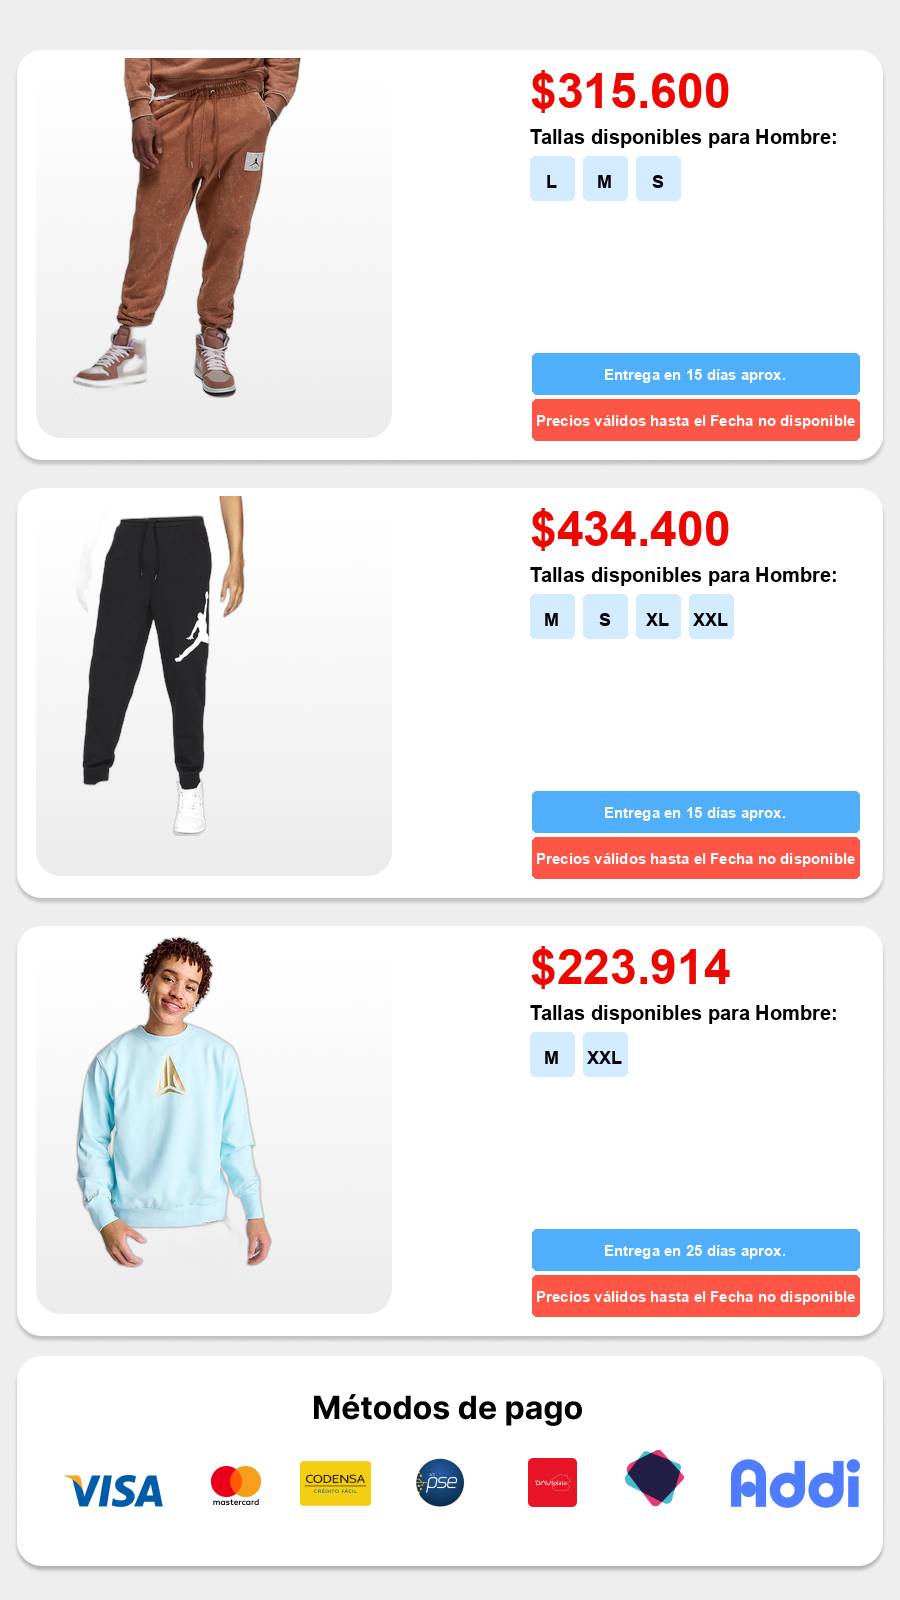 $315.600
Tallas disponibles para Hombre:
L M S
Entrega en 15 días aprox.
Precios válidos hasta el Fecha no disponible
$434.400
Tallas disponibles para Hombre:
M S XL XXL
Entrega en 15 días aprox.
Precios válidos hasta el Fecha no disponible
$223.914
Tallas disponibles para Hombre:
M XXL
Entrega en 25 días aprox.
Precios válidos hasta el Fecha no disponible
Métodos de pago
VISA
mastercard
CODENSA
CRÉDITO FÁCIL
pse
DAVIplata
Addi